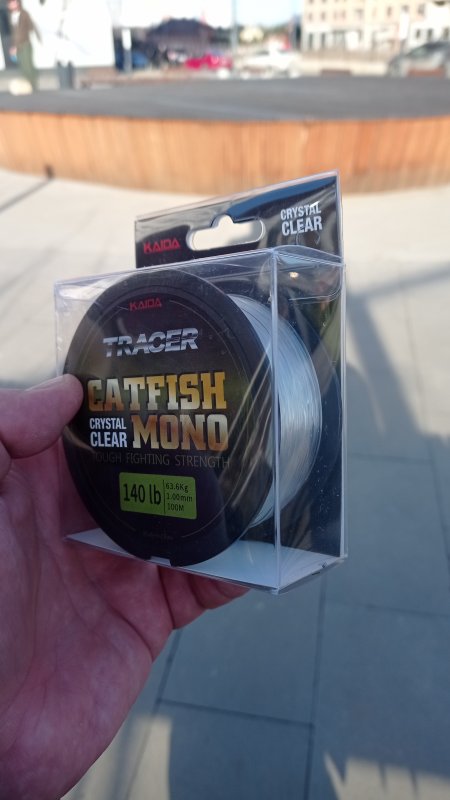 KAIDA
CRYSTAL
CLEAR
KAIDA
TRACER
CATFISH
CRYSTAL
CLEAR
MONO
TOUGH FIGHTING STRENGTH
140 lb
63.6Kg
1.00mm
100M